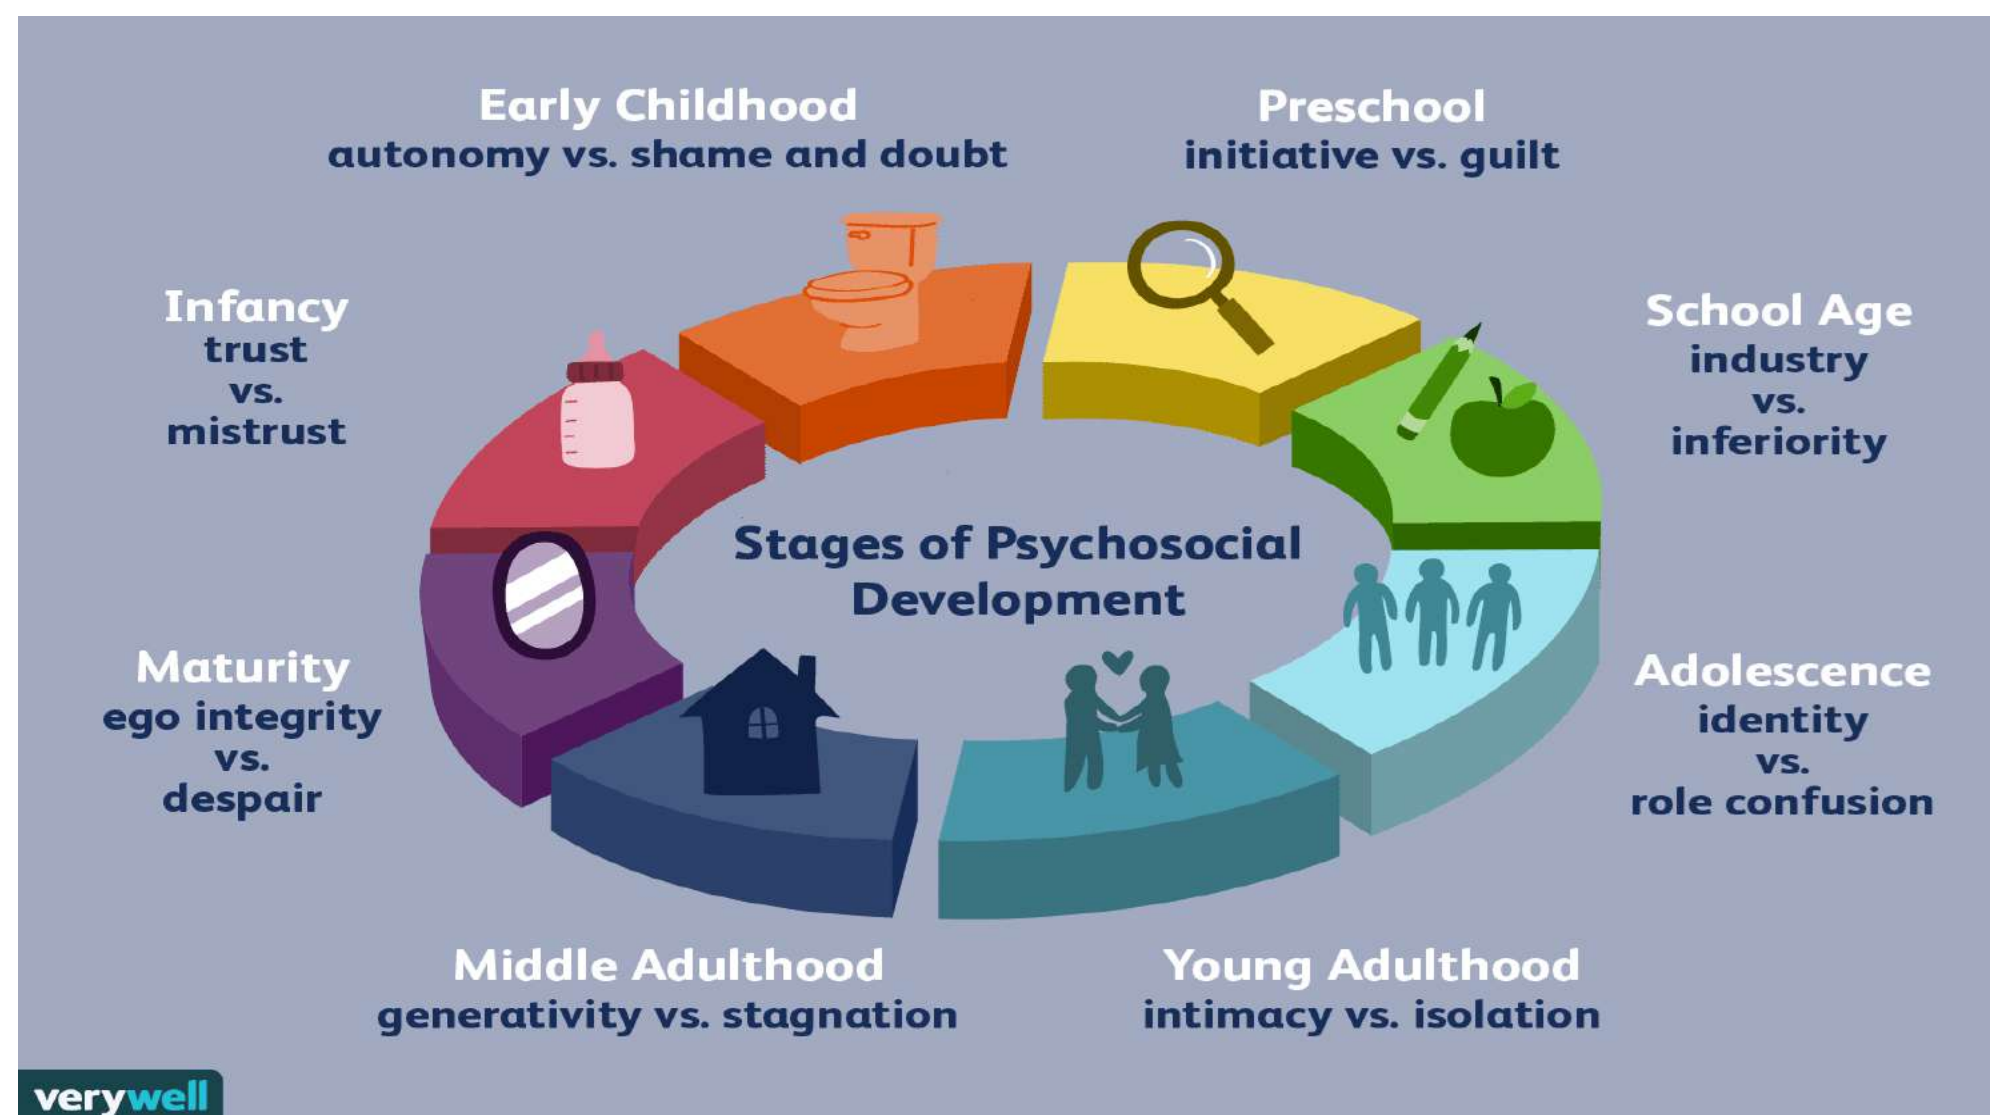 Early Childhood
autonomy vs. shame and doubt
Preschool
initiative vs. guilt
Infancy
trust
vs.
mistrust
School Age
industry
vs.
inferiority
Stages of Psychosocial
Development
Maturity
ego integrity
vs.
despair
Adolescence
identity
vs.
role confusion
Middle Adulthood
generativity vs. stagnation
Young Adulthood
intimacy vs. isolation
verywell